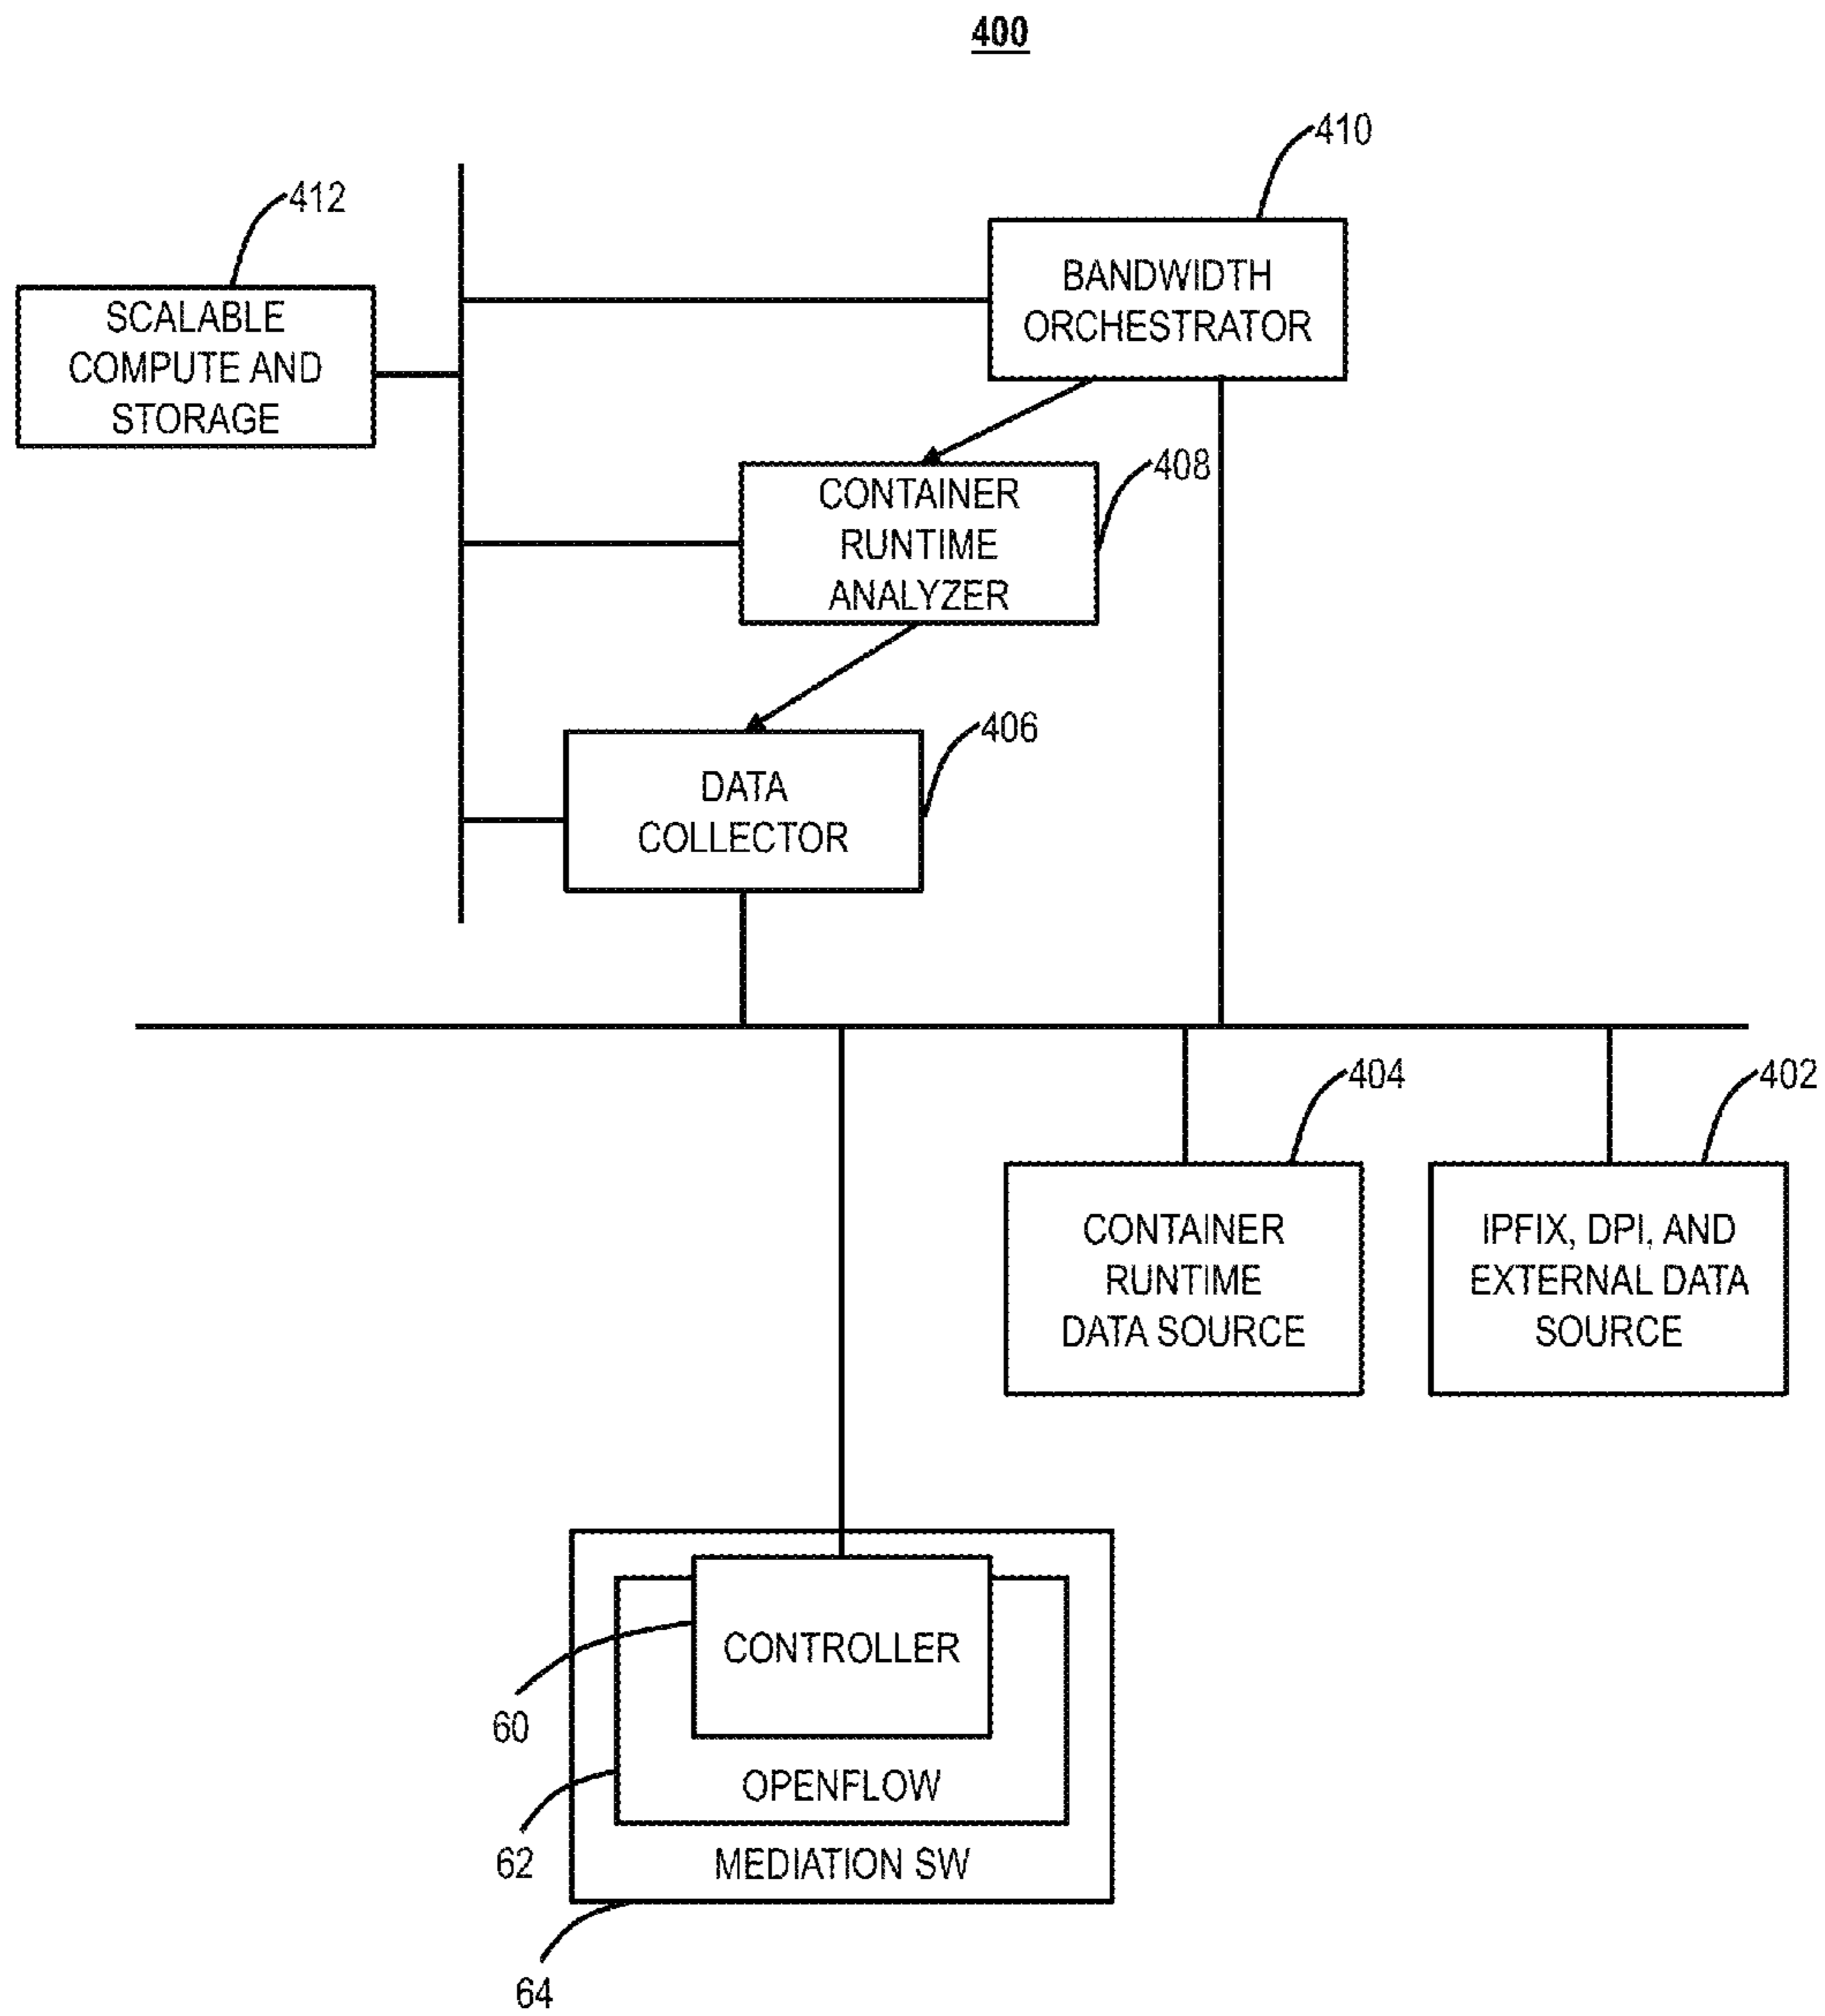 400
410
412
BANDWIDTH
ORCHESTRATOR
SCALABLE
COMPUTE AND
STORAGE
408
CONTAINER
RUNTIME
ANALYZER
406
DATA
COLLECTOR
404
402
CONTAINER
RUNTIME
DATA SOURCE
IPFIX, DPI, AND
EXTERNAL DATA
SOURCE
CONTROLLER
60
OPENFLOW
62
MEDIATION SW
64